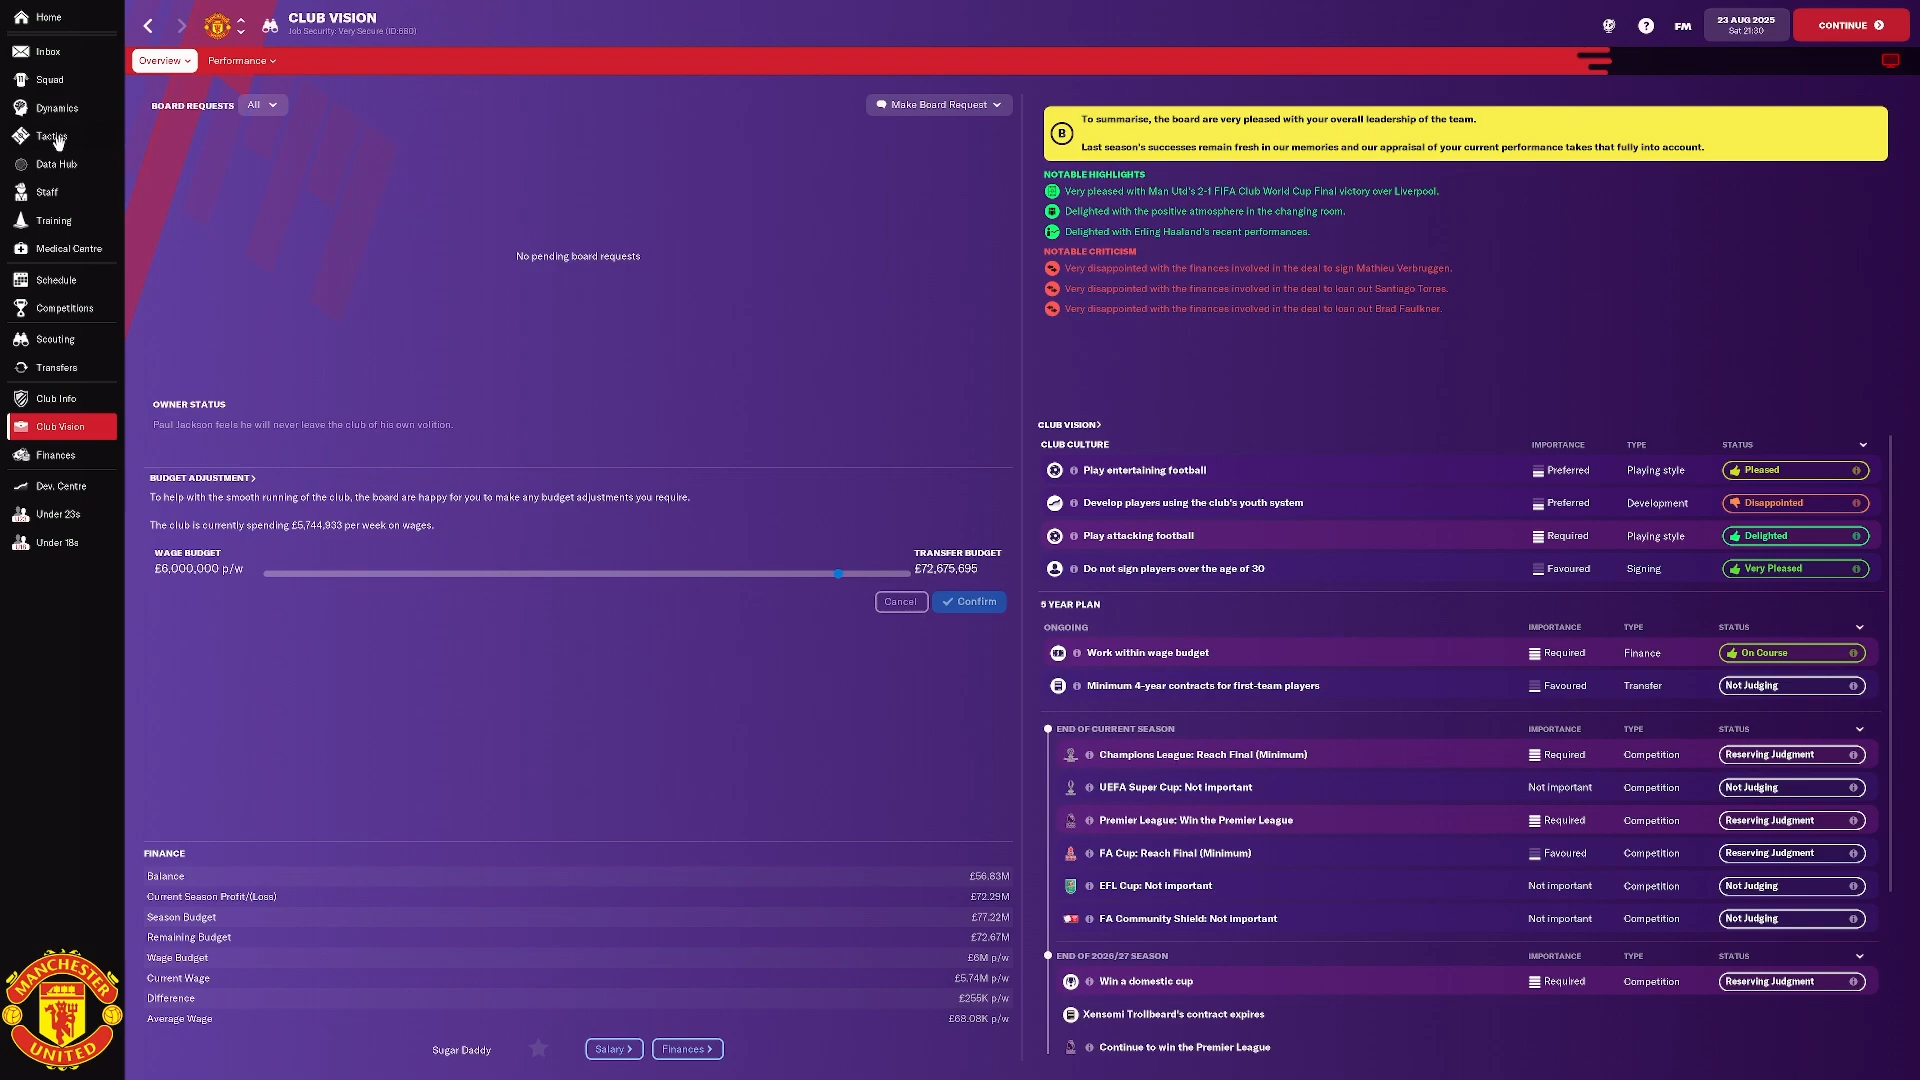 Home
Inbox
Squad
Dynamics
Tactics
Data Hub
Staff
Training
Medical Centre
Schedule
Competitions
Scouting
Transfers
Club Info
Club Vision
Finances
Dev. Centre
Under 23s
Under 18s
MANCHESTER
UNITED
CLUB VISION
Job Security: Very Secure (ID:680)
FM
23 AUG 2025
Sat 21:30
CONTINUE
Overview
Performance
BOARD REQUESTS
All
Make Board Request
No pending board requests
OWNER STATUS
Paul Jackson feels he will never leave the club of his own volition.
BUDGET ADJUSTMENT>
To help with the smooth running of the club, the board are happy for you to make any budget adjustments you require.
The club is currently spending £5,744,933 per week on wages.
WAGE BUDGET
£6,000,000 p/w
TRANSFER BUDGET
£72,675,695
Cancel
Confirm
FINANCE
Balance £56.83M
Current Season Profit/(Loss) £72.29M
Season Budget £77.22M
Remaining Budget £72.67M
Wage Budget £6M p/w
Current Wage £5.74M p/w
Difference £255K p/w
Average Wage £68.08K p/w
Sugar Daddy
Salary >
Finances >
B
To summarise, the board are very pleased with your overall leadership of the team.
Last season's successes remain fresh in our memories and our appraisal of your current performance takes that fully into account.
NOTABLE HIGHLIGHTS
Very pleased with Man Utd's 2-1 FIFA Club World Cup Final victory over Liverpool.
Delighted with the positive atmosphere in the changing room.
Delighted with Erling Haaland's recent performances.
NOTABLE CRITICISM
Very disappointed with the finances involved in the deal to sign Mathieu Verbruggen.
Very disappointed with the finances involved in the deal to loan out Santiago Torres.
Very disappointed with the finances involved in the deal to loan out Brad Faulkner.
CLUB VISION>
CLUB CULTURE IMPORTANCE TYPE STATUS
Play entertaining football Preferred Playing style Pleased
Develop players using the club's youth system Preferred Development Disappointed
Play attacking football Required Playing style Delighted
Do not sign players over the age of 30 Favoured Signing Very Pleased
5 YEAR PLAN
ONGOING IMPORTANCE TYPE STATUS
Work within wage budget Required Finance On Course
Minimum 4-year contracts for first-team players Favoured Transfer Not Judging
END OF CURRENT SEASON IMPORTANCE TYPE STATUS
Champions League: Reach Final (Minimum) Required Competition Reserving Judgment
UEFA Super Cup: Not important Not important Competition Not Judging
Premier League: Win the Premier League Required Competition Reserving Judgment
FA Cup: Reach Final (Minimum) Favoured Competition Reserving Judgment
EFL Cup: Not important Not important Competition Not Judging
FA Community Shield: Not important Not important Competition Not Judging
END OF 2026/27 SEASON IMPORTANCE TYPE STATUS
Win a domestic cup Required Competition Reserving Judgment
Xensomi Trollbeard's contract expires
Continue to win the Premier League